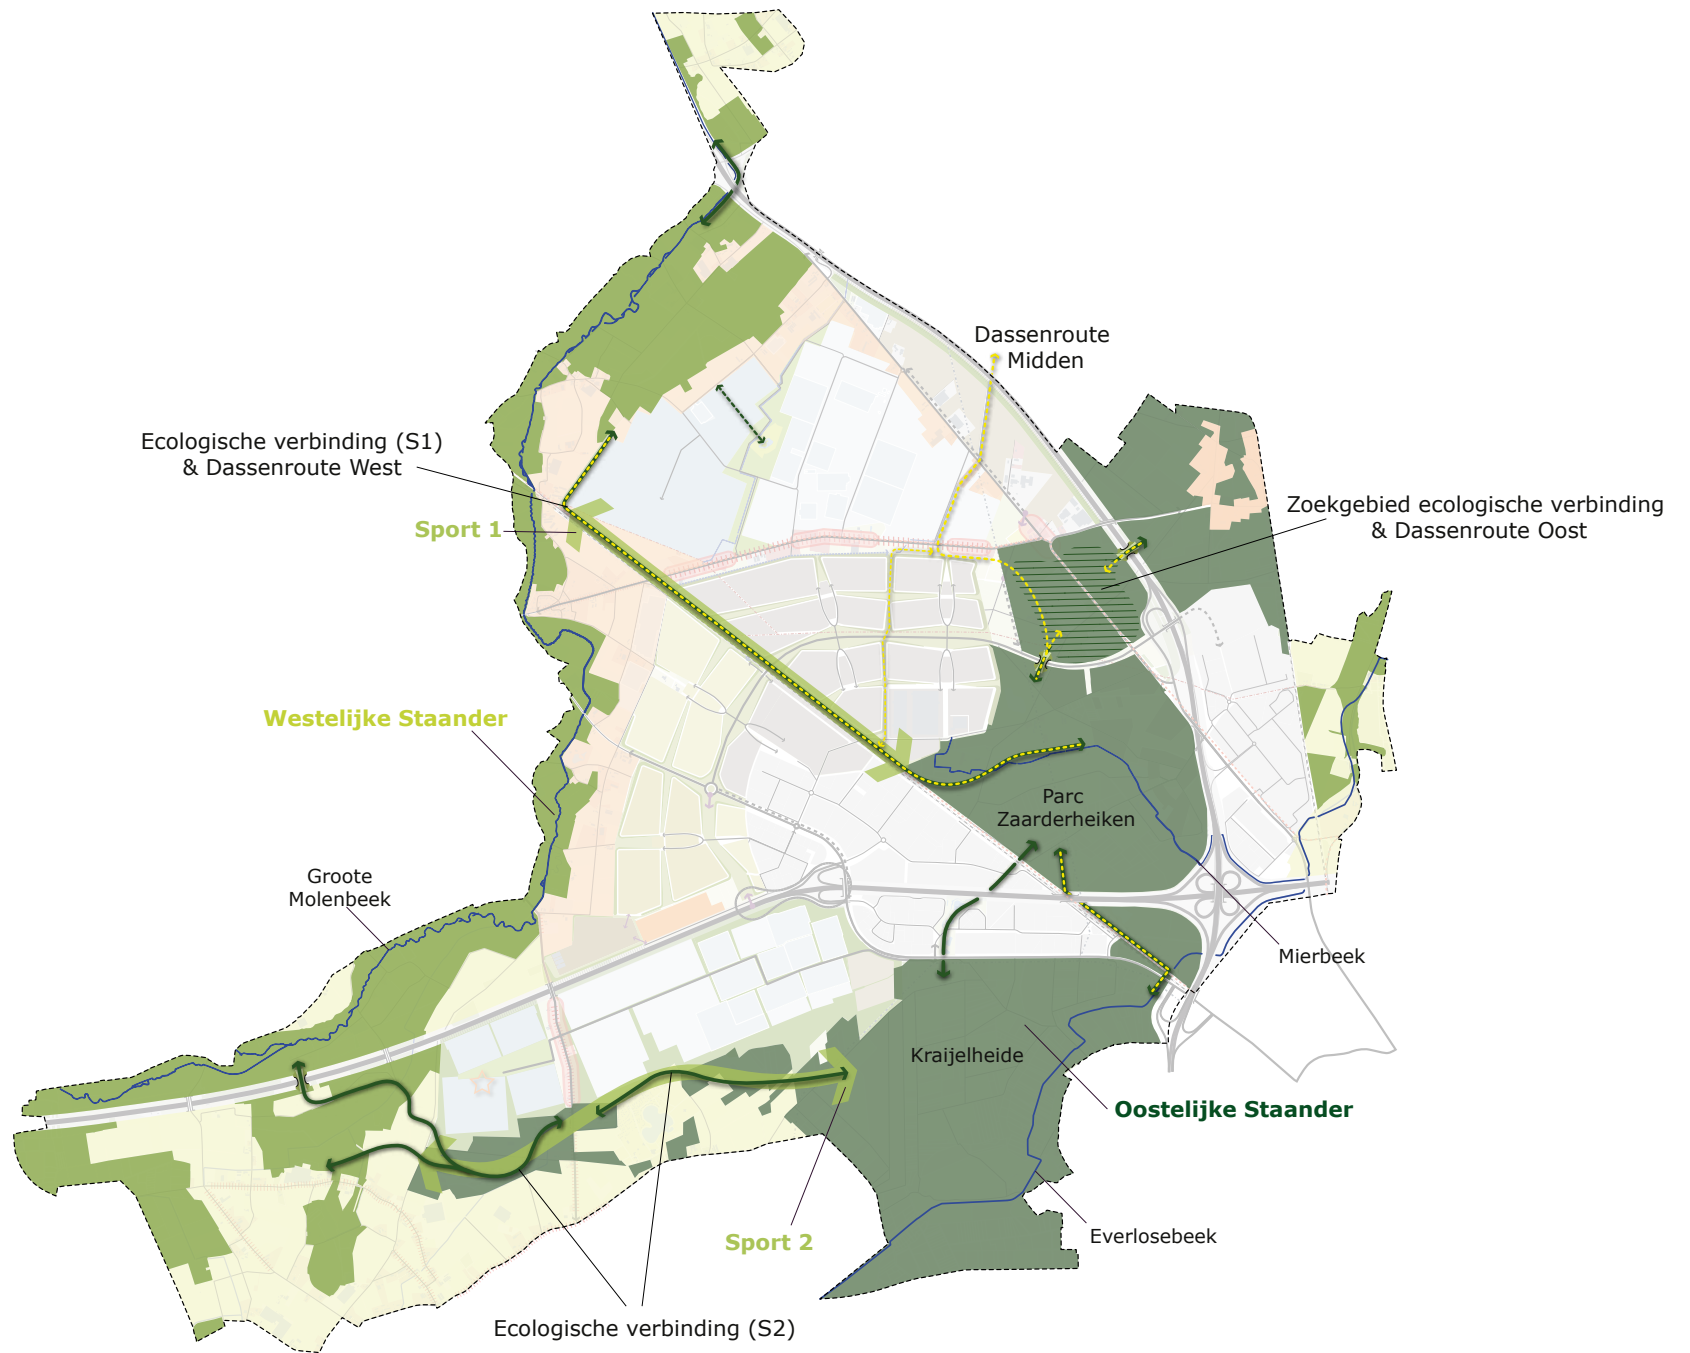 Dassenroute
Midden
Ecologische verbinding (S1)
& Dassenroute West
Sport 1
Zoekgebied ecologische verbinding
& Dassenroute Oost
Westelijke Staander
Parc
Zaarderheiken
Groote
Molenbeek
Mierbeek
Kraijelheide
Oostelijke Staander
Everlosebeek
Sport 2
Ecologische verbinding (S2)